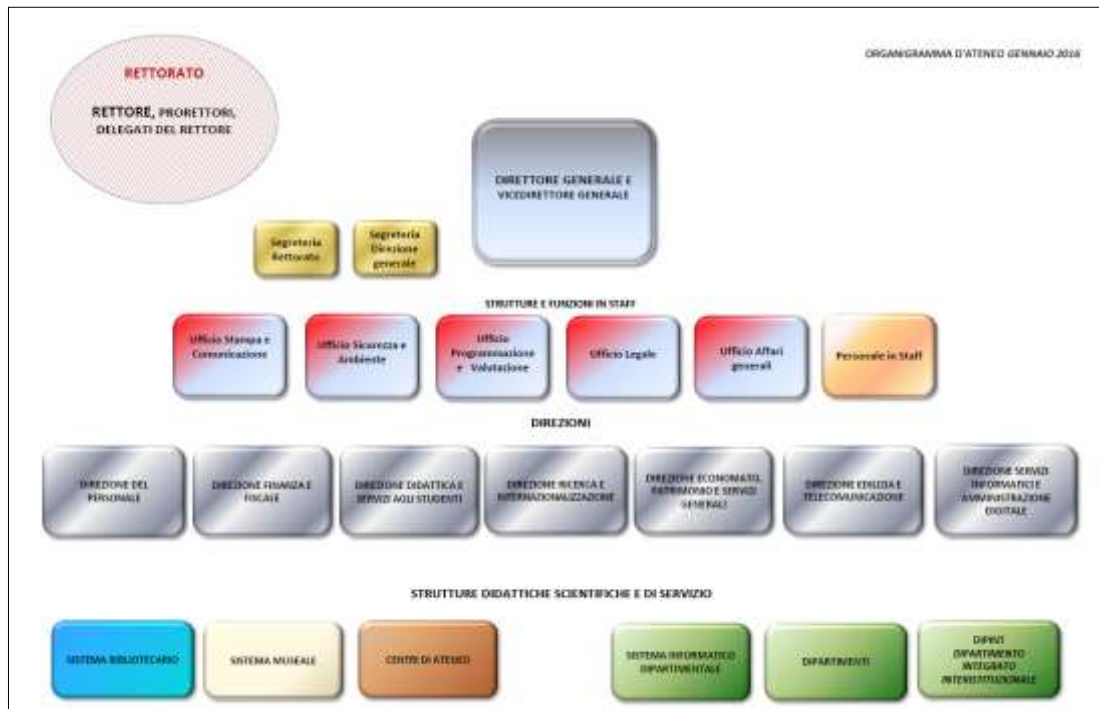 ORGANIGRAMMA D'ATENEO GENNAIO 2016
RETTORATO
RETTORE, PRORETTORI,
DELEGATI DEL RETTORE
DIRETTORE GENERALE E
VICEDIRETTORE GENERALE
Segreteria
Rettorato
Segreteria
Direzione
generale
STRUTTURE E FUNZIONI IN STAFF
Ufficio Stampa e
Comunicazione
Ufficio Sicurezza e
Ambiente
Ufficio
Programmazione
e Valutazione
Ufficio Legale
Ufficio Affari
generali
Personale in Staff
DIREZIONI
DIREZIONE DEL
PERSONALE
DIREZIONE FINANZA E
FISCALE
DIREZIONE DIDATTICA E
SERVIZI AGLI STUDENTI
DIREZIONE RICERCA E
INTERNAZIONALIZZAZIONE
DIREZIONE ECONOMATO,
PATRIMONIO E SERVIZI
GENERALI
DIREZIONE EDILIZIA E
TELECOMUNICAZIONE
DIREZIONE SERVIZI
INFORMATICI E
AMMINISTRAZIONE
DIGITALE
STRUTTURE DIDATTICHE SCIENTIFICHE E DI SERVIZIO
SISTEMA BIBLIOTECARIO
SISTEMA MUSEALE
CENTRI DI ATENEO
SISTEMA INFORMATICO
DIPARTIMENTALE
DIPARTIMENTI
DIPINT
DIPARTIMENTO
INTEGRATO
INTERISTITUZIONALE